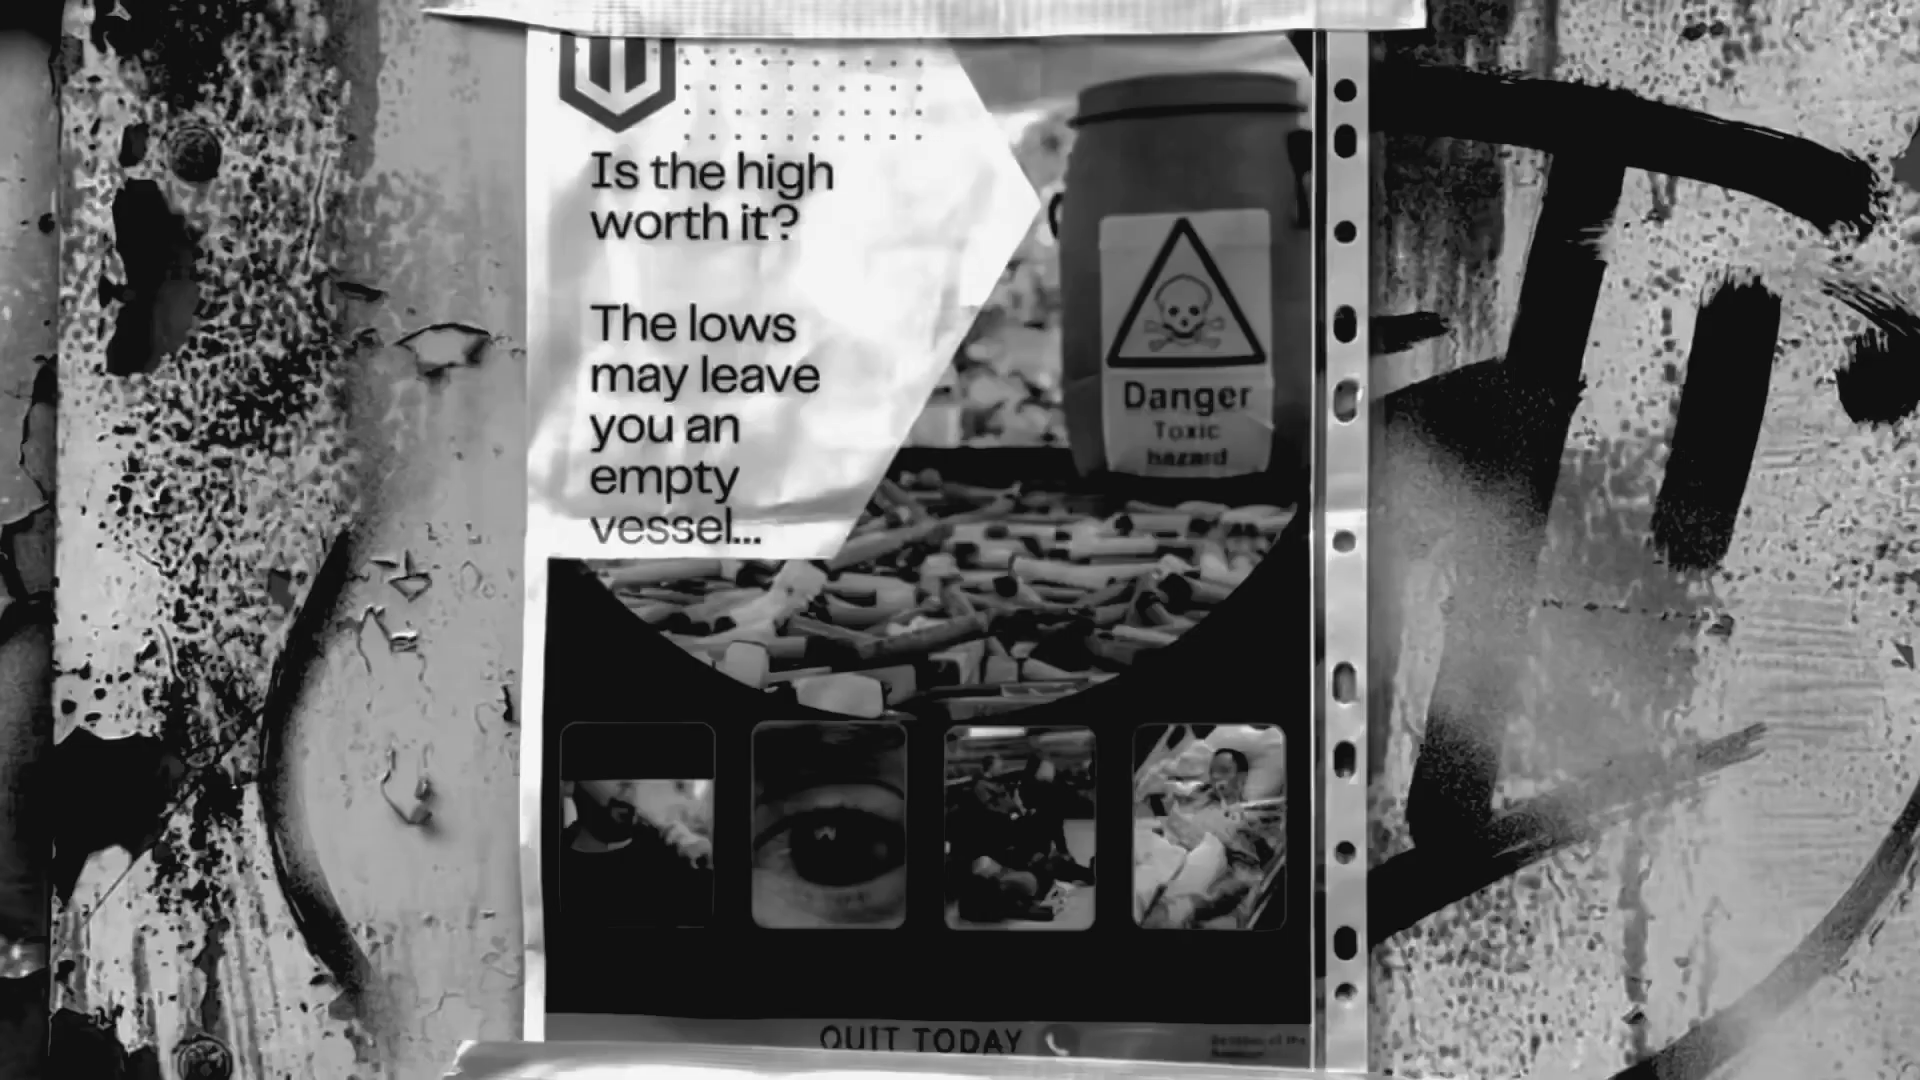 Is the high
worth it?
The lows
may leave
you an
empty
vessel...
Danger
Toxic
hazard
QUIT TODAY